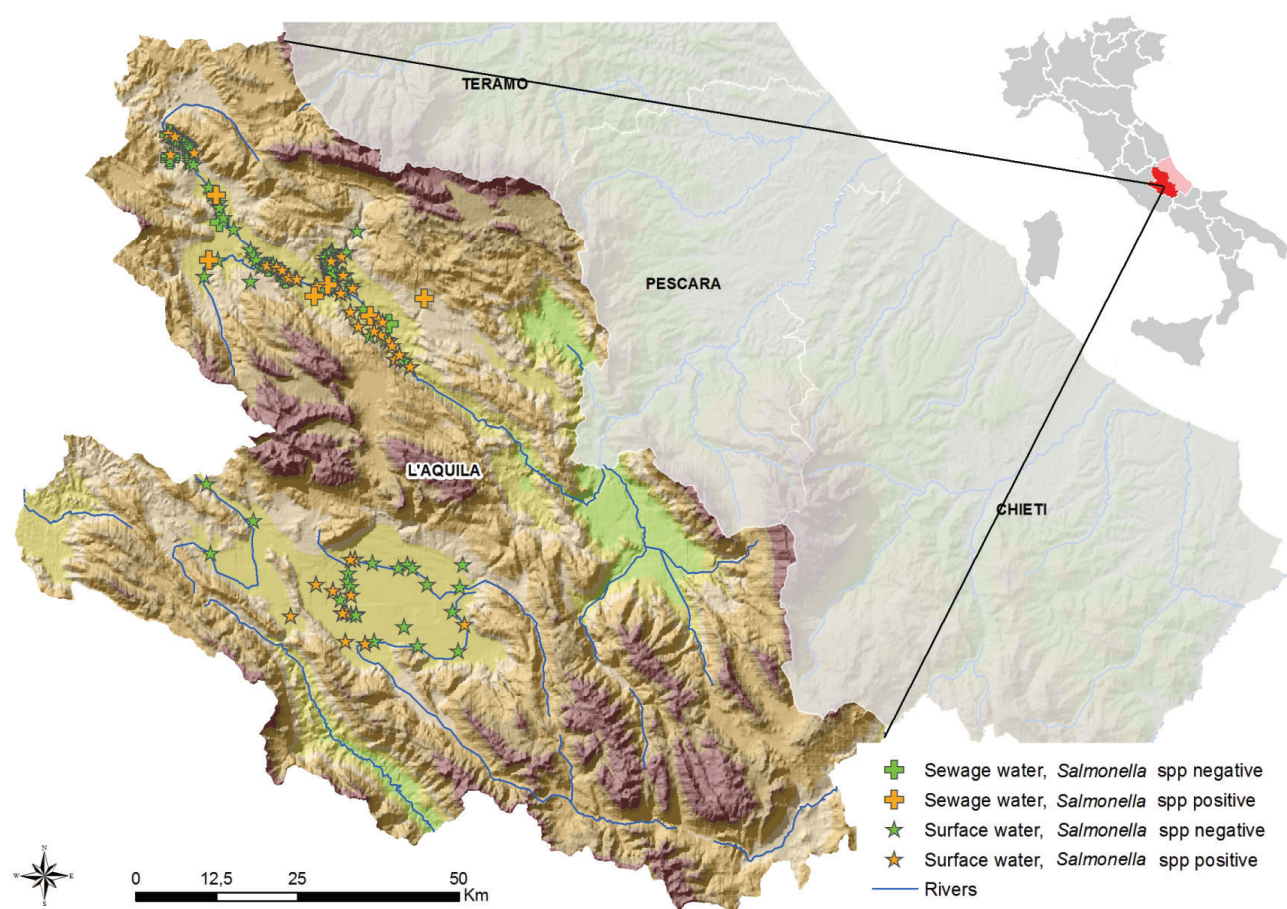 TERAMO
PESCARA
L'AQUILA
CHIETI
Sewage water, Salmonella spp negative
Sewage water, Salmonella spp positive
Surface water, Salmonella spp negative
Surface water, Salmonella spp positive
Rivers
N
W E
S
0 12,5 25 50
Km